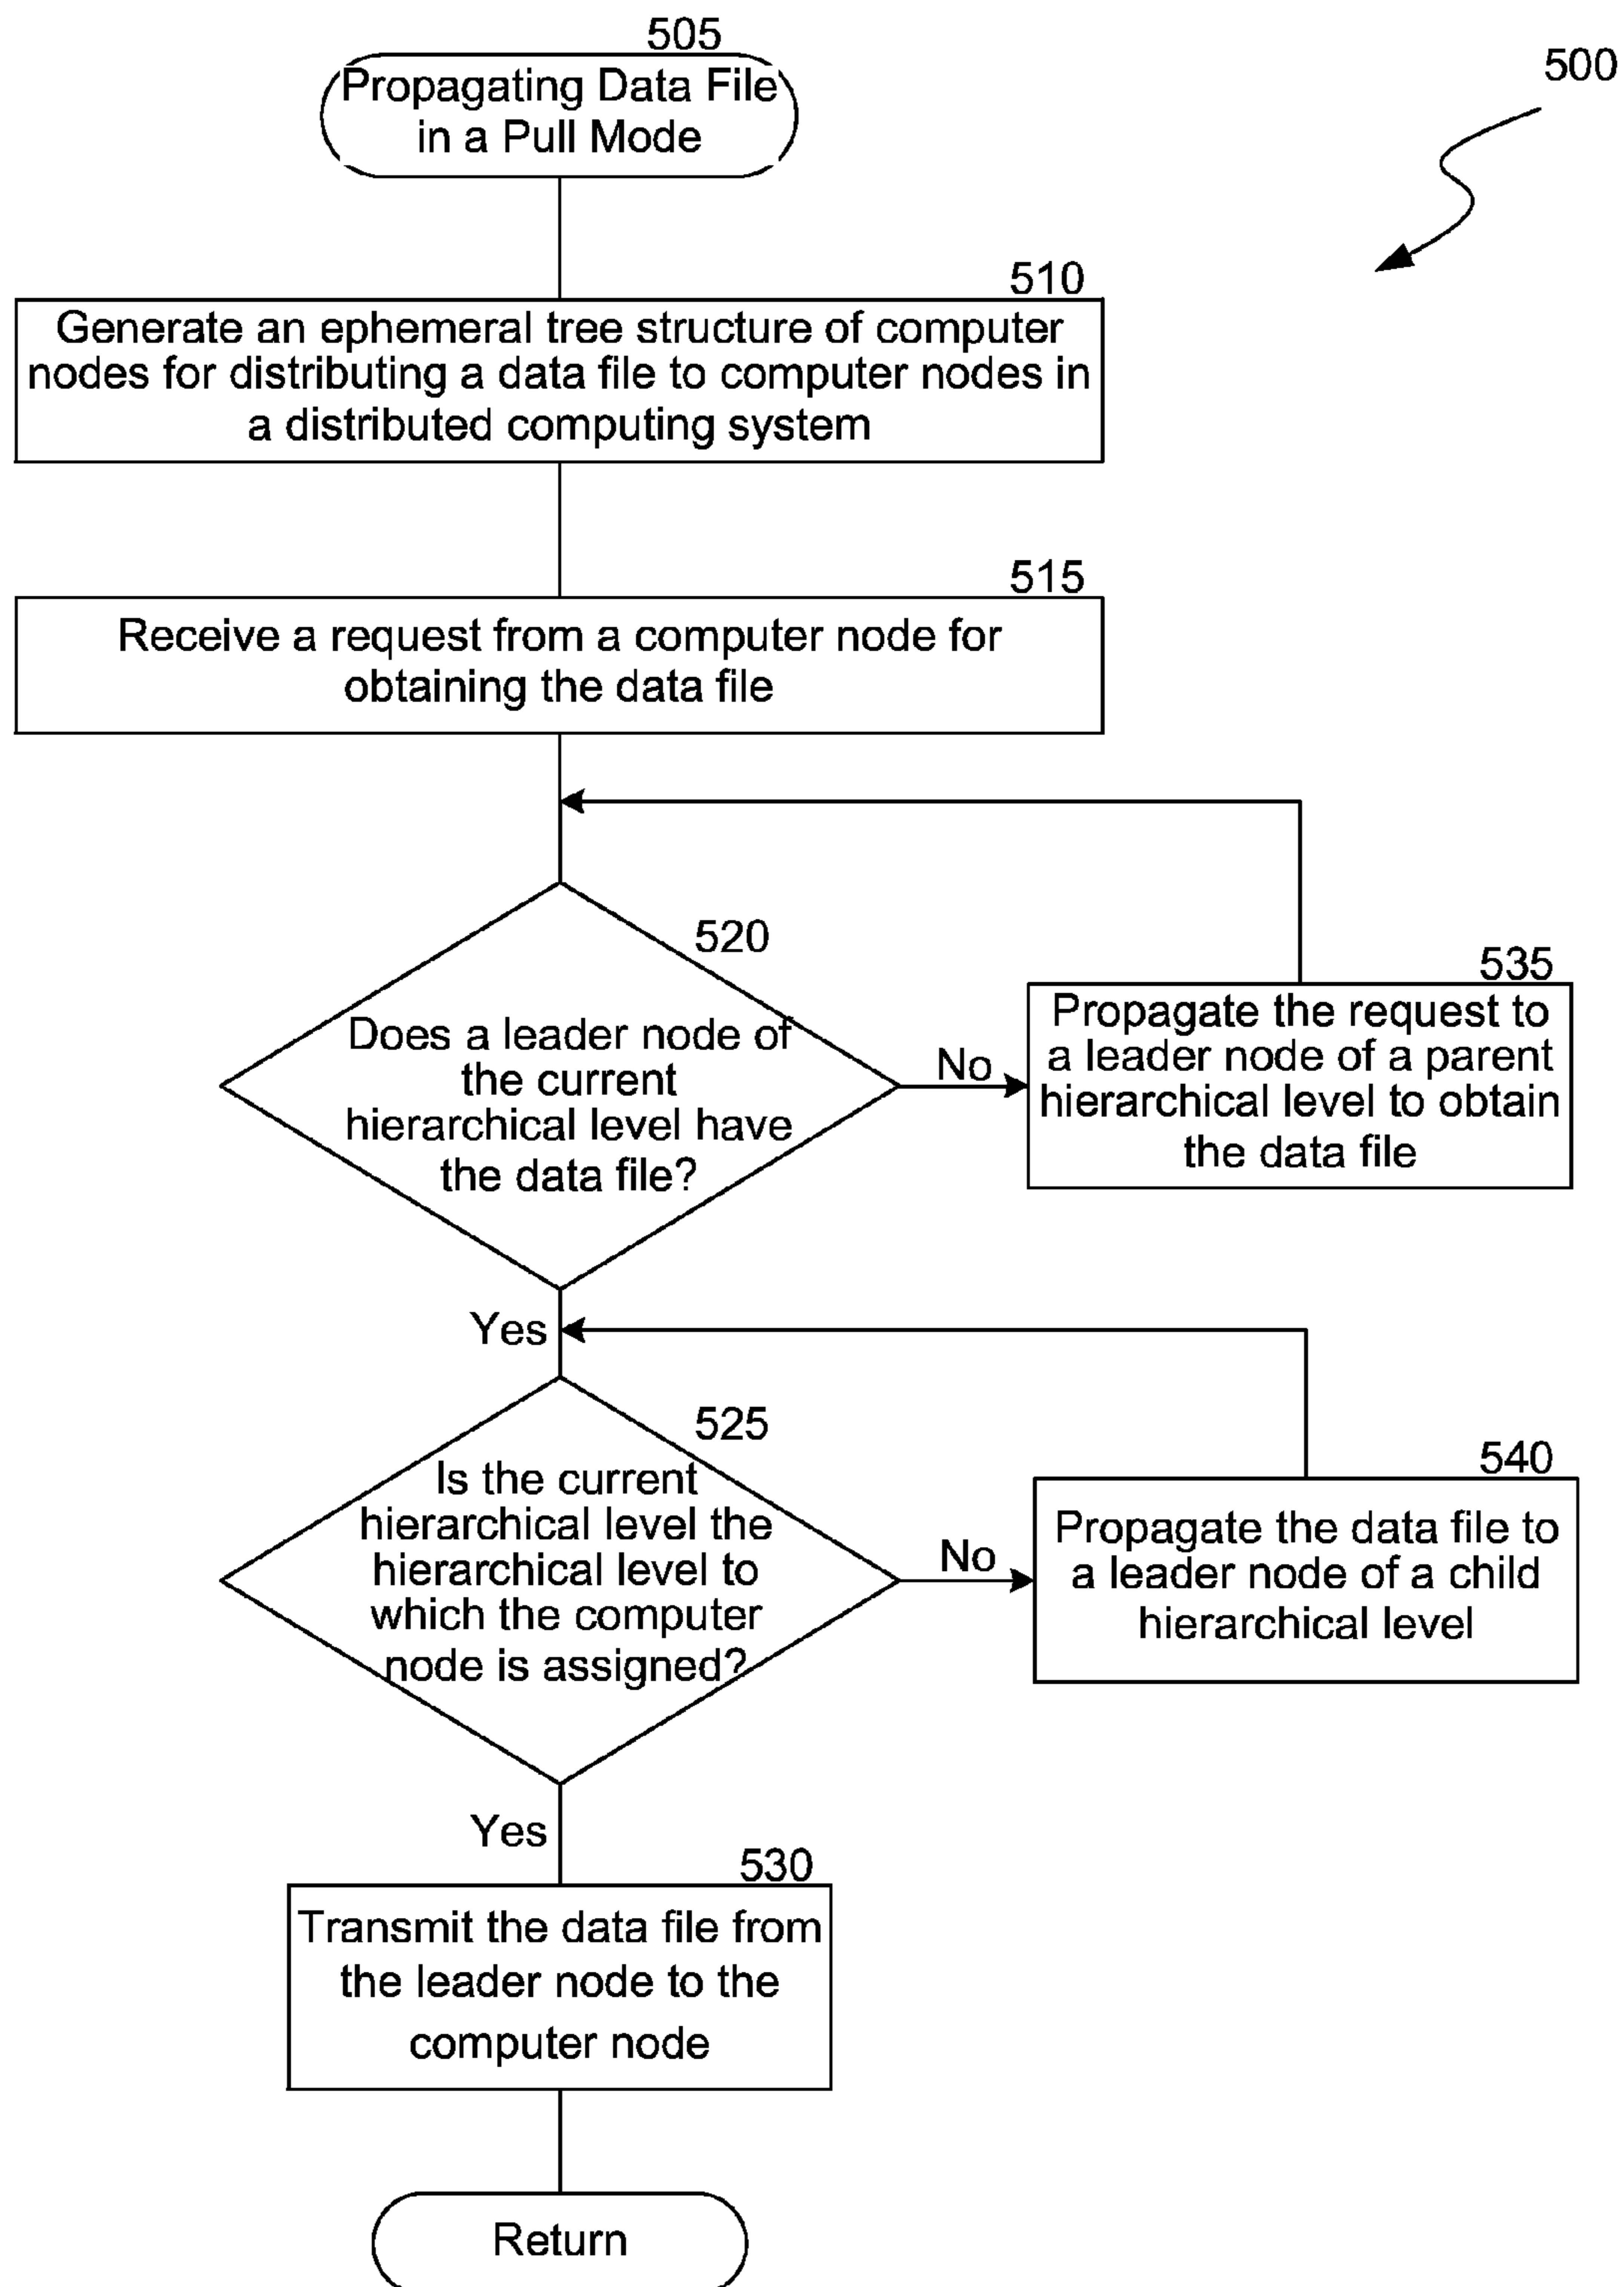 505
Propagating Data File
in a Pull Mode
500
510
Generate an ephemeral tree structure of computer
nodes for distributing a data file to computer nodes in
a distributed computing system
515
Receive a request from a computer node for
obtaining the data file
520
Does a leader node of
the current
hierarchical level have
the data file?
No
535
Propagate the request to
a leader node of a parent
hierarchical level to obtain
the data file
Yes
525
Is the current
hierarchical level the
hierarchical level to
which the computer
node is assigned?
No
540
Propagate the data file to
a leader node of a child
hierarchical level
Yes
530
Transmit the data file from
the leader node to the
computer node
Return